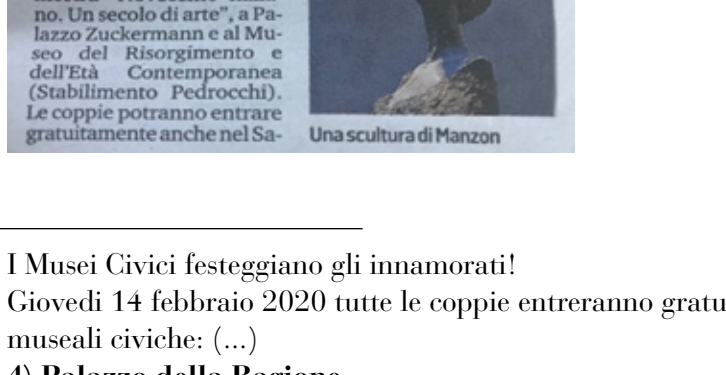 no. Un secolo di arte", a Pa-
lazzo Zuckermann e al Mu-
seo del Risorgimento e
dell'Età Contemporanea
(Stabilimento Pedrocchi).
Le coppie potranno entrare
gratuitamente anche nel Sa-
Una scultura di Manzon
I Musei Civici festeggiano gli innamorati!
Giovedi 14 febbraio 2020 tutte le coppie entreranno gratu
museali civiche: (...)
4) Palazzo della Ragione